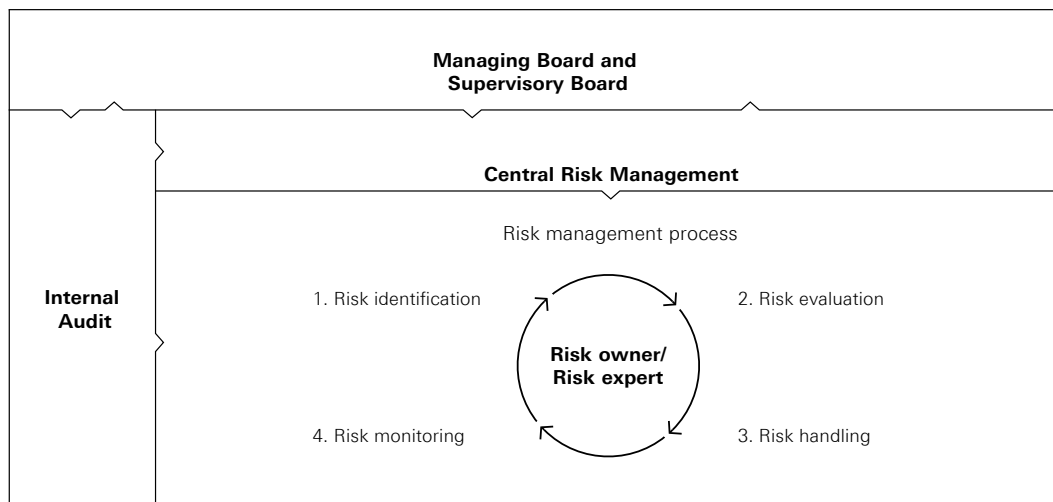 Managing Board and
Supervisory Board
Central Risk Management
Risk management process
Internal
Audit
1. Risk identification
2. Risk evaluation
Risk owner/
Risk expert
4. Risk monitoring
3. Risk handling